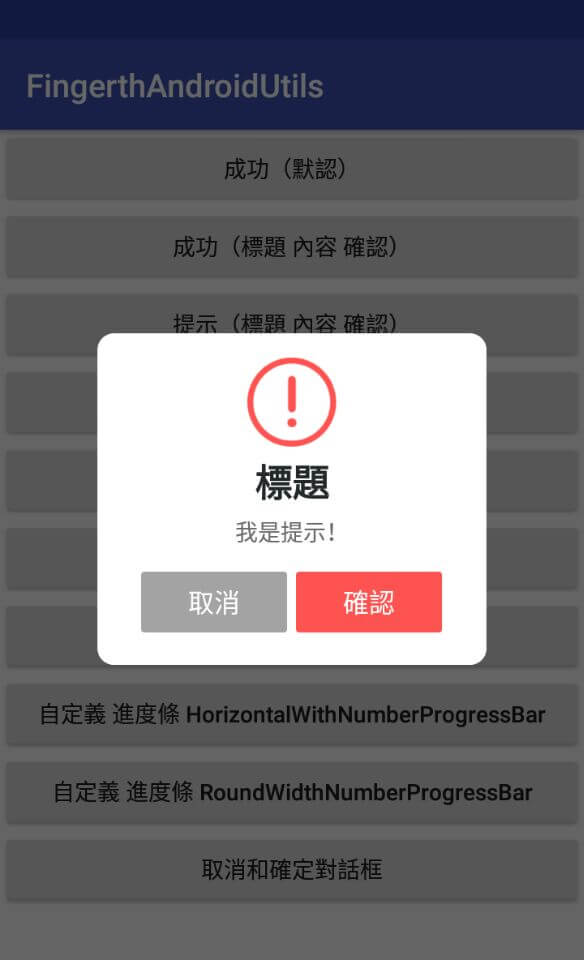 FingerthAndroidUtils
成功（默認）
成功（標題 內容 確認）
提示（標題 內容 確認）
標題
我是提示!
取消
確認
自定義 進度條 HorizontalWithNumberProgressBar
自定義 進度條 RoundWidthNumberProgressBar
取消和確定對話框